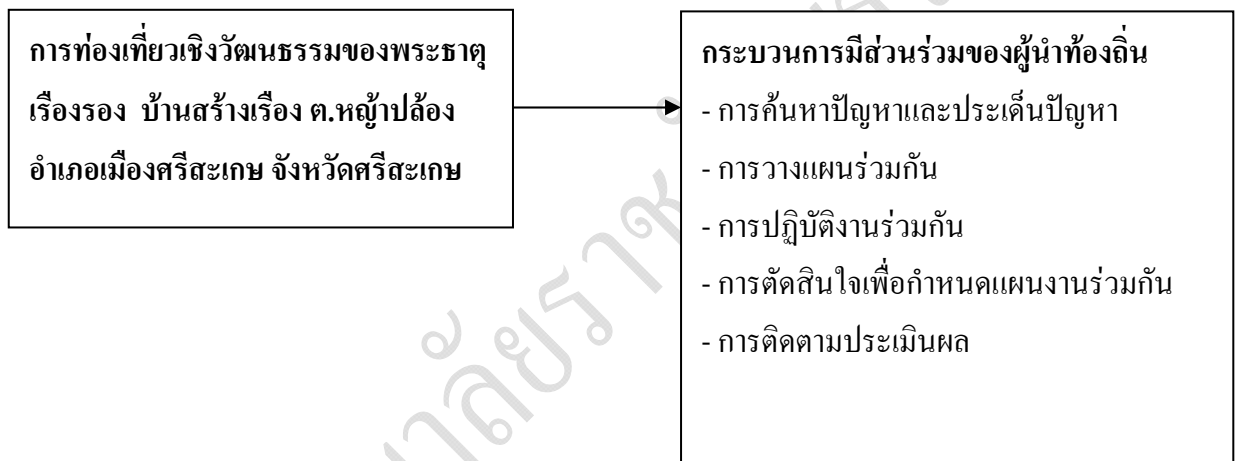 การท่องเที่ยวเชิงวัฒนธรรมของพระธาตุ
เรืองรอง บ้านสร้างเรือง ต.หญ้าปล้อง
อำเภอเมืองศรีสะเกษ จังหวัดศรีสะเกษ
กระบวนการมีส่วนร่วมของผู้นำท้องถิ่น
- การค้นหาปัญหาและประเด็นปัญหา
- การวางแผนร่วมกัน
- การปฏิบัติงานร่วมกัน
- การตัดสินใจเพื่อกำหนดแผนงานร่วมกัน
- การติดตามประเมินผล